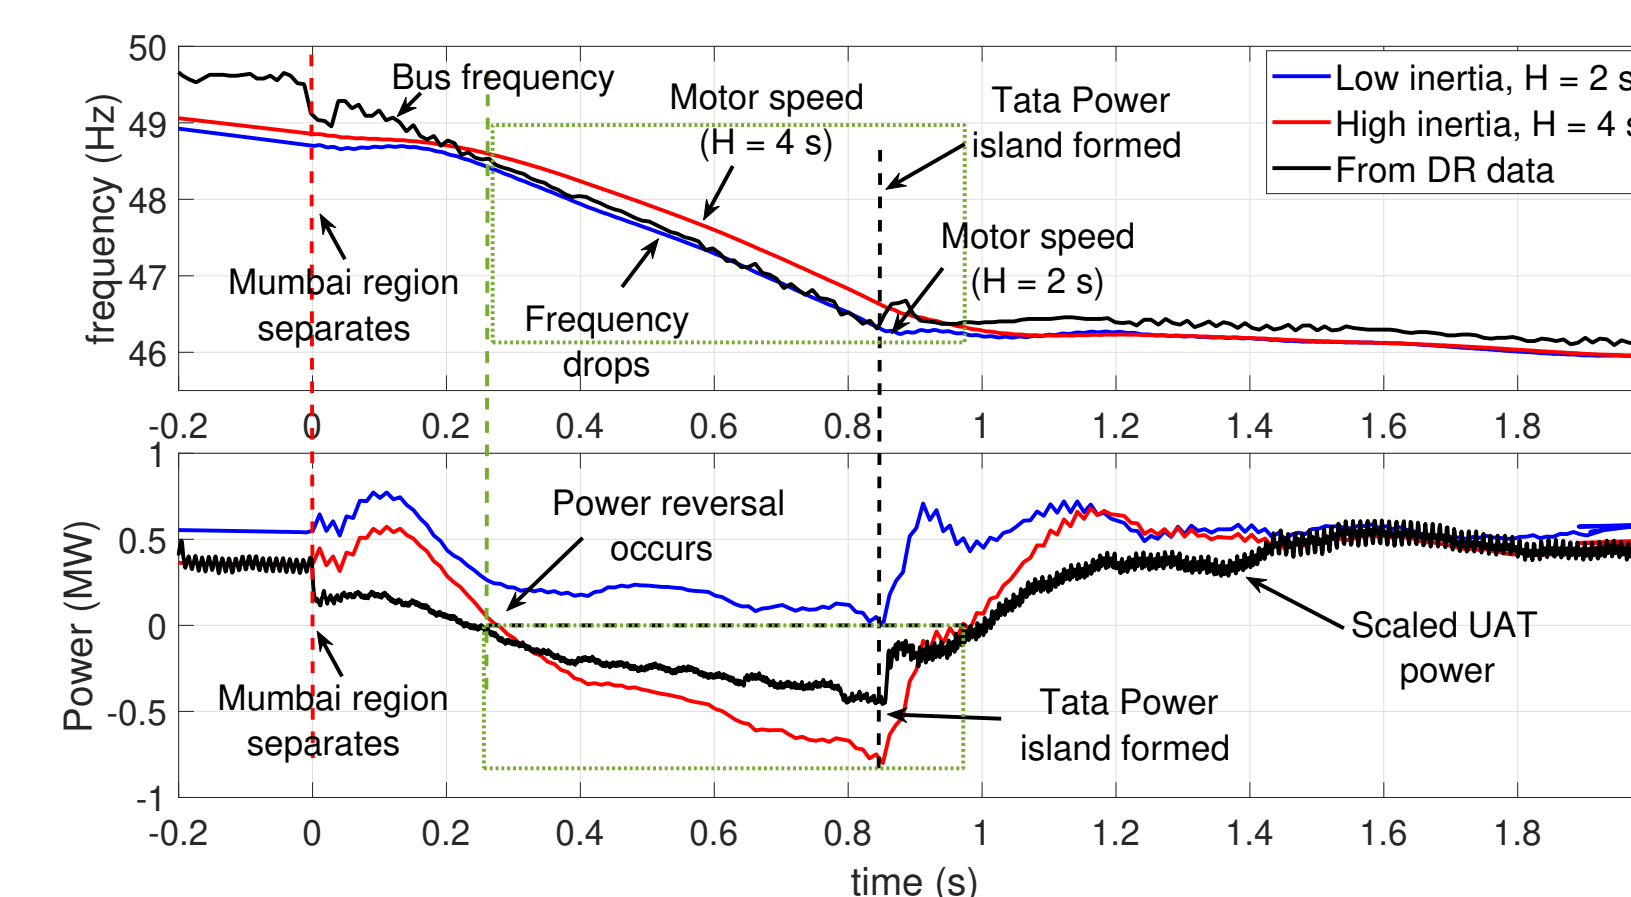 50
49
48
47
46
frequency (Hz)
Bus frequency
Motor speed
(H = 4 s)
Tata Power
island formed
Low inertia, H = 2 s
High inertia, H = 4 s
From DR data
Mumbai region
separates
Frequency
drops
Motor speed
(H = 2 s)
-0.2 0 0.2 0.4 0.6 0.8 1 1.2 1.4 1.6 1.8
1
0.5
0
-0.5
-1
Power (MW)
Power reversal
occurs
Mumbai region
separates
Tata Power
island formed
Scaled UAT
power
-0.2 0 0.2 0.4 0.6 0.8 1 1.2 1.4 1.6 1.8
time (s)